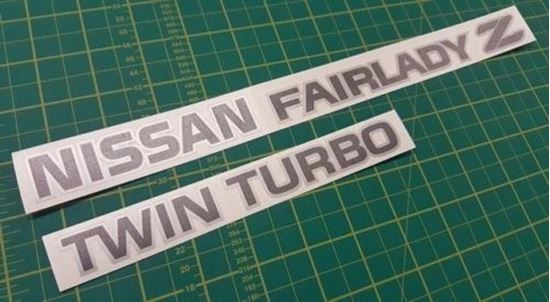 NISSAN FAIRLADY Z
TWIN TURBO